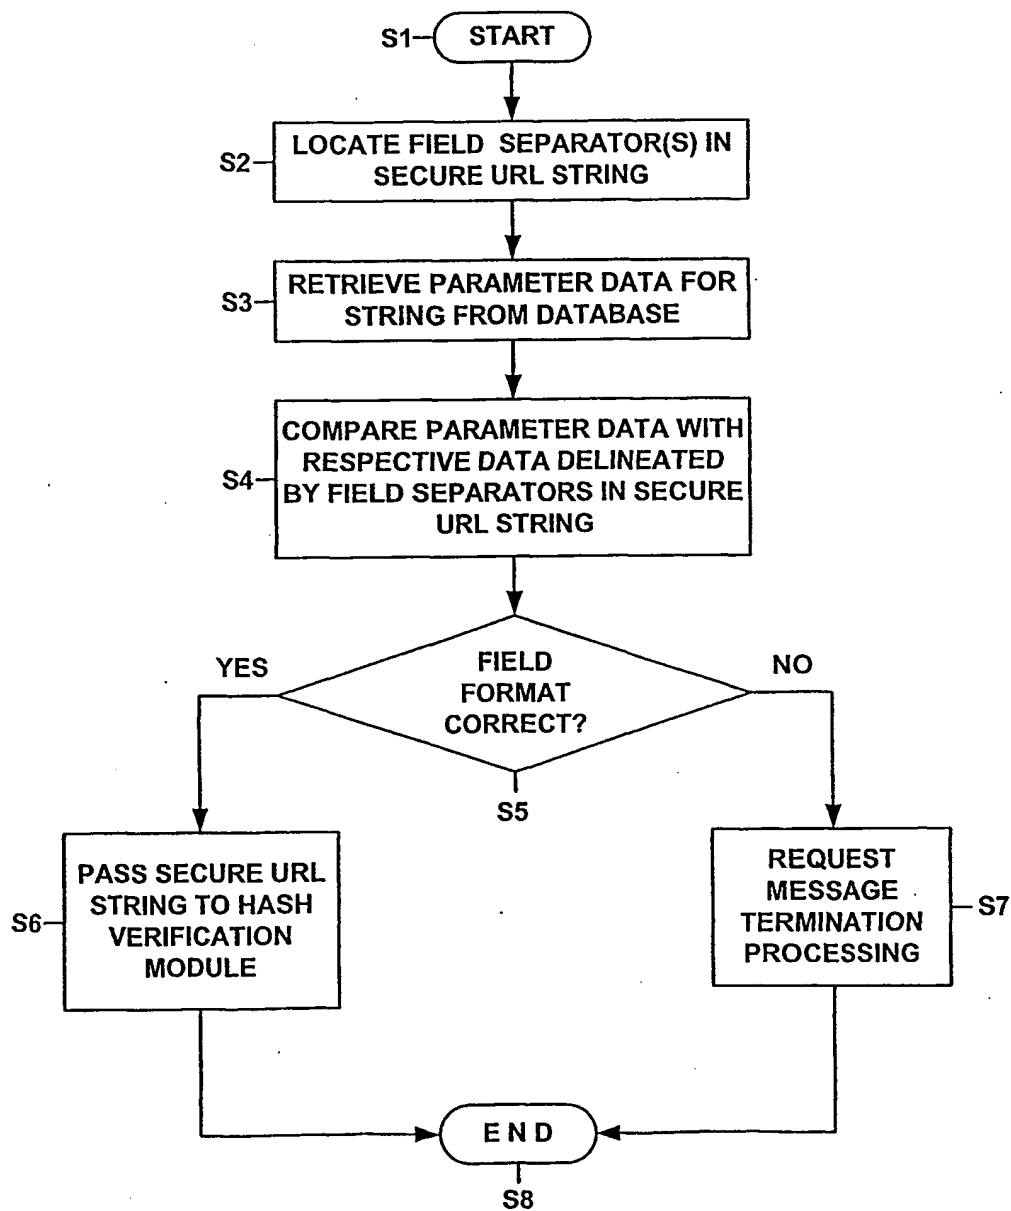 S1
START
S2
LOCATE FIELD SEPARATOR(S) IN
SECURE URL STRING
S3
RETRIEVE PARAMETER DATA FOR
STRING FROM DATABASE
S4
COMPARE PARAMETER DATA WITH
RESPECTIVE DATA DELINEATED
BY FIELD SEPARATORS IN SECURE
URL STRING
YES
FIELD
FORMAT
CORRECT?
NO
S5
S6
PASS SECURE URL
STRING TO HASH
VERIFICATION
MODULE
REQUEST
MESSAGE
TERMINATION
PROCESSING
S7
E N D
S8